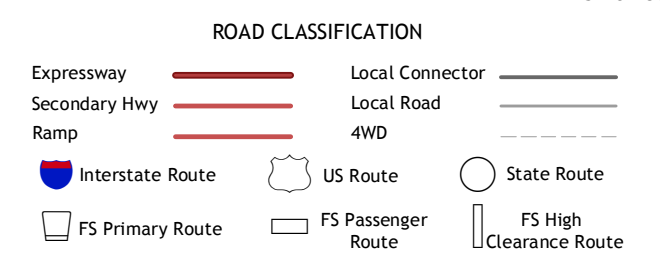 ROAD CLASSIFICATION
Expressway
Local Connector
Secondary Hwy
Local Road
Ramp
4WD
Interstate Route
US Route
State Route
FS Primary Route
FS Passenger
Route
FS High
Clearance Route